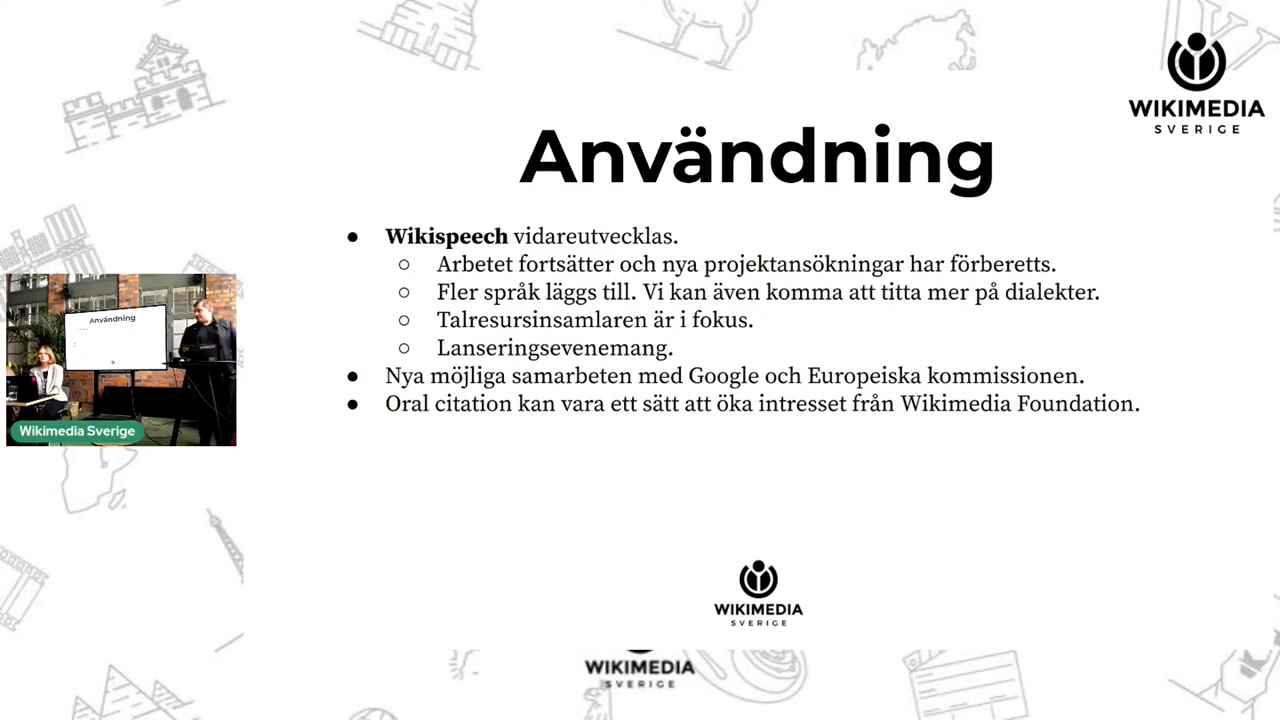 WIKIMEDIA
SVERIGE
Användning
● Wikispeech vidareutvecklas.
○ Arbetet fortsätter och nya projektansökningar har förberetts.
○ Fler språk läggs till. Vi kan även komma att titta mer på dialekter.
○ Talresursinsamlaren är i fokus.
○ Lanseringsevenemang.
● Nya möjliga samarbeten med Google och Europeiska kommissionen.
● Oral citation kan vara ett sätt att öka intresset från Wikimedia Foundation.
Användning
Wikimedia Sverige
WIKIMEDIA
SVERIGE
WIKIMEDIA
SVERIGE